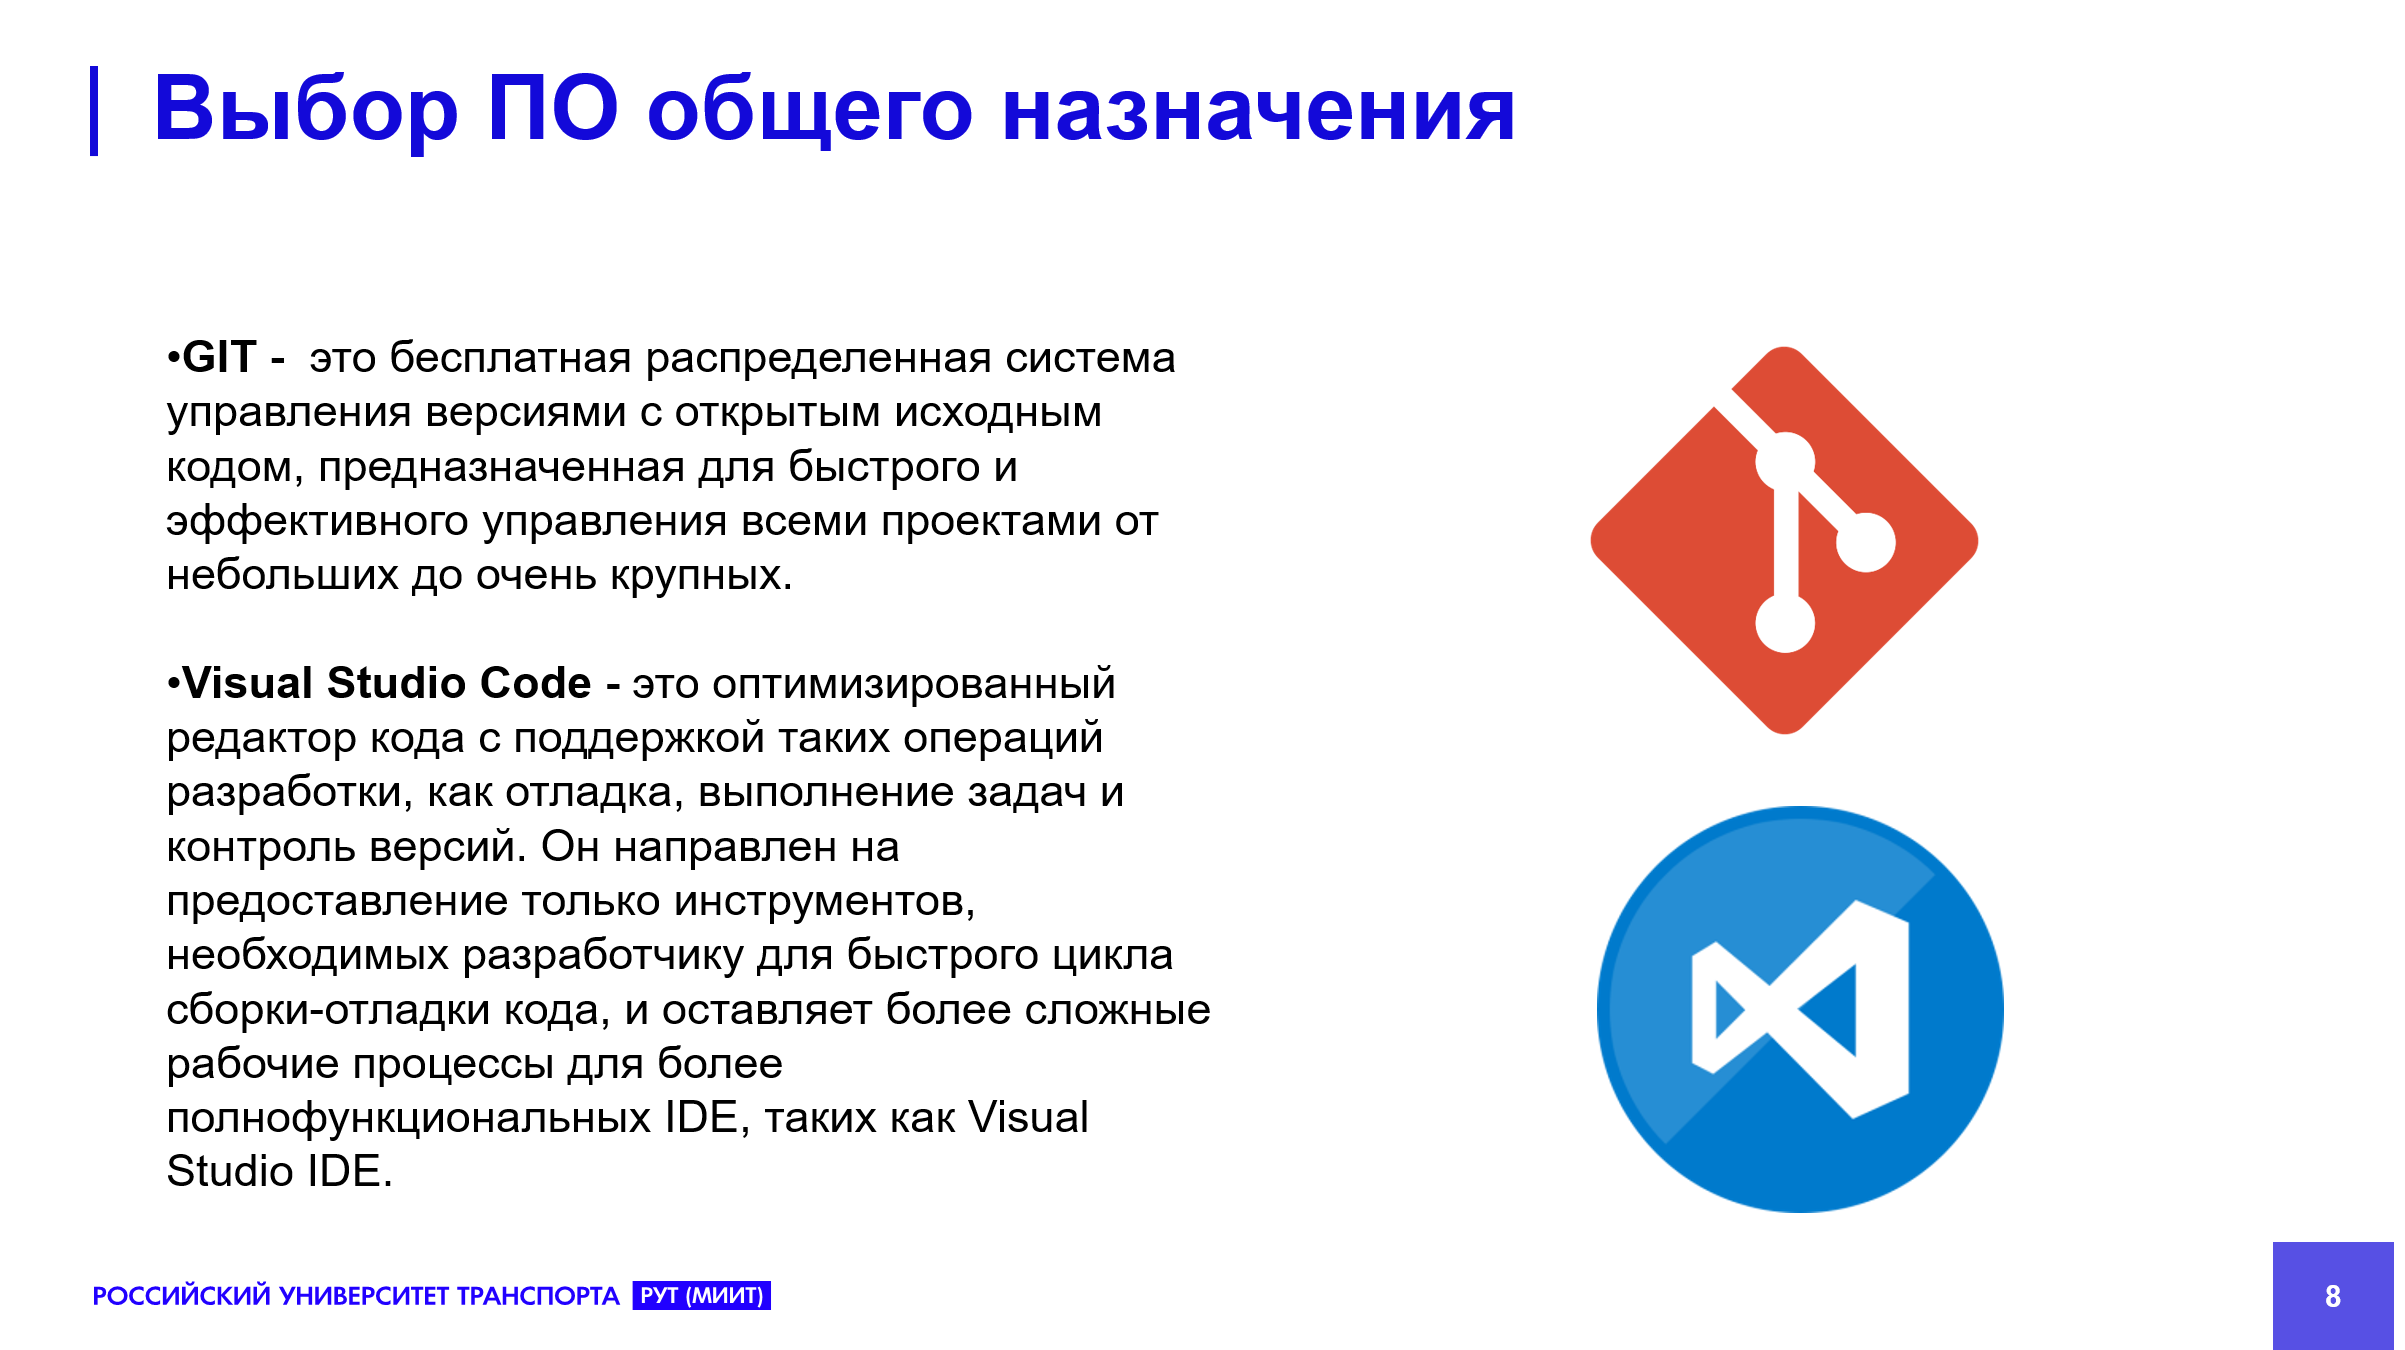 Выбор ПО общего назначения
•GIT -  это бесплатная распределенная система
управления версиями с открытым исходным
кодом, предназначенная для быстрого и
эффективного управления всеми проектами от
небольших до очень крупных.
•Visual Studio Code - это оптимизированный
редактор кода с поддержкой таких операций
разработки, как отладка, выполнение задач и
контроль версий. Он направлен на
предоставление только инструментов,
необходимых разработчику для быстрого цикла
сборки-отладки кода, и оставляет более сложные
рабочие процессы для более
полнофункциональных IDE, таких как Visual
Studio IDE.
РОССИЙСКИЙ УНИВЕРСИТЕТ ТРАНСПОРТА РУТ (МИИТ)
8